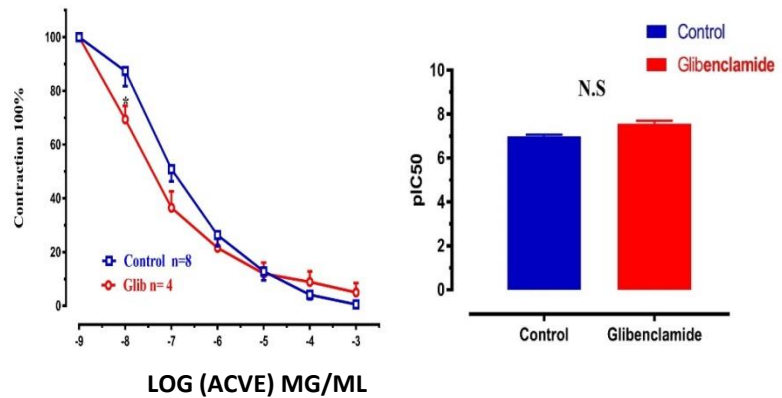 Contraction 100%
100
80
60
40
20
0
*
Control n=8
Glib n= 4
-9 -8 -7 -6 -5 -4 -3
LOG (ACVE) MG/ML
Control
Glibenclamide
N.S
pIC50
10
8
6
4
2
0
Control Glibenclamide